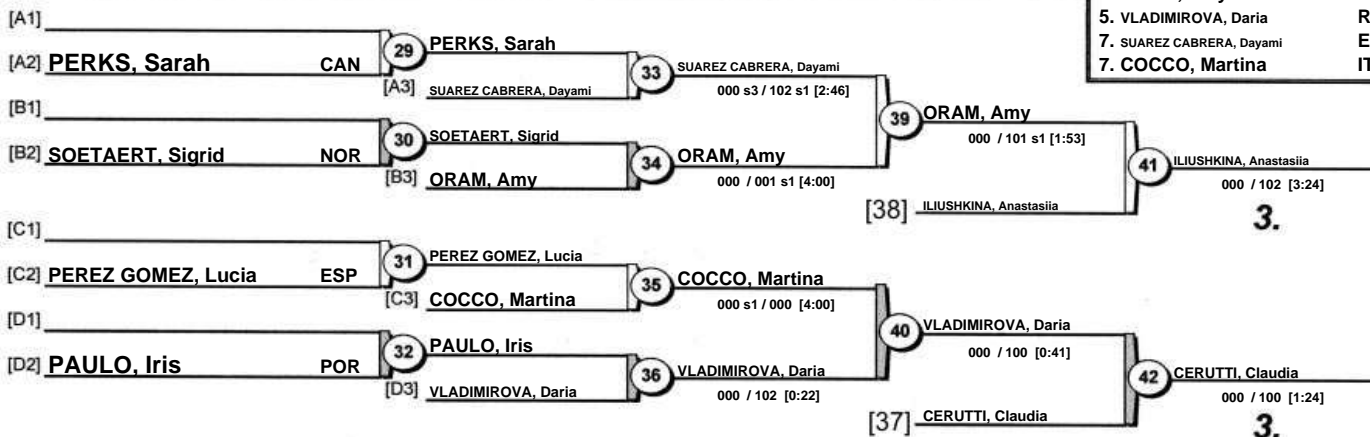 5. VLADIMIROVA, Daria R
7. SUAREZ CABRERA, Dayami E
7. COCCO, Martina IT
[A1]
[A2] PERKS, Sarah CAN
29 PERKS, Sarah
[A3] SUAREZ CABRERA, Dayami
33 SUAREZ CABRERA, Dayami
000 s3 / 102 s1 [2:46]
[B1]
[B2] SOETAERT, Sigrid NOR
30 SOETAERT, Sigrid
[B3] ORAM, Amy
34 ORAM, Amy
000 / 001 s1 [4:00]
39 ORAM, Amy
000 / 101 s1 [1:53]
[38] ILIUSHKINA, Anastasiia
41 ILIUSHKINA, Anastasiia
000 / 102 [3:24]
3.
[C1]
[C2] PEREZ GOMEZ, Lucia ESP
31 PEREZ GOMEZ, Lucia
[C3] COCCO, Martina
35 COCCO, Martina
000 s1 / 000 [4:00]
[D1]
[D2] PAULO, Iris POR
32 PAULO, Iris
[D3] VLADIMIROVA, Daria
36 VLADIMIROVA, Daria
000 / 102 [0:22]
40 VLADIMIROVA, Daria
000 / 100 [0:41]
[37] CERUTTI, Claudia
42 CERUTTI, Claudia
000 / 100 [1:24]
3.